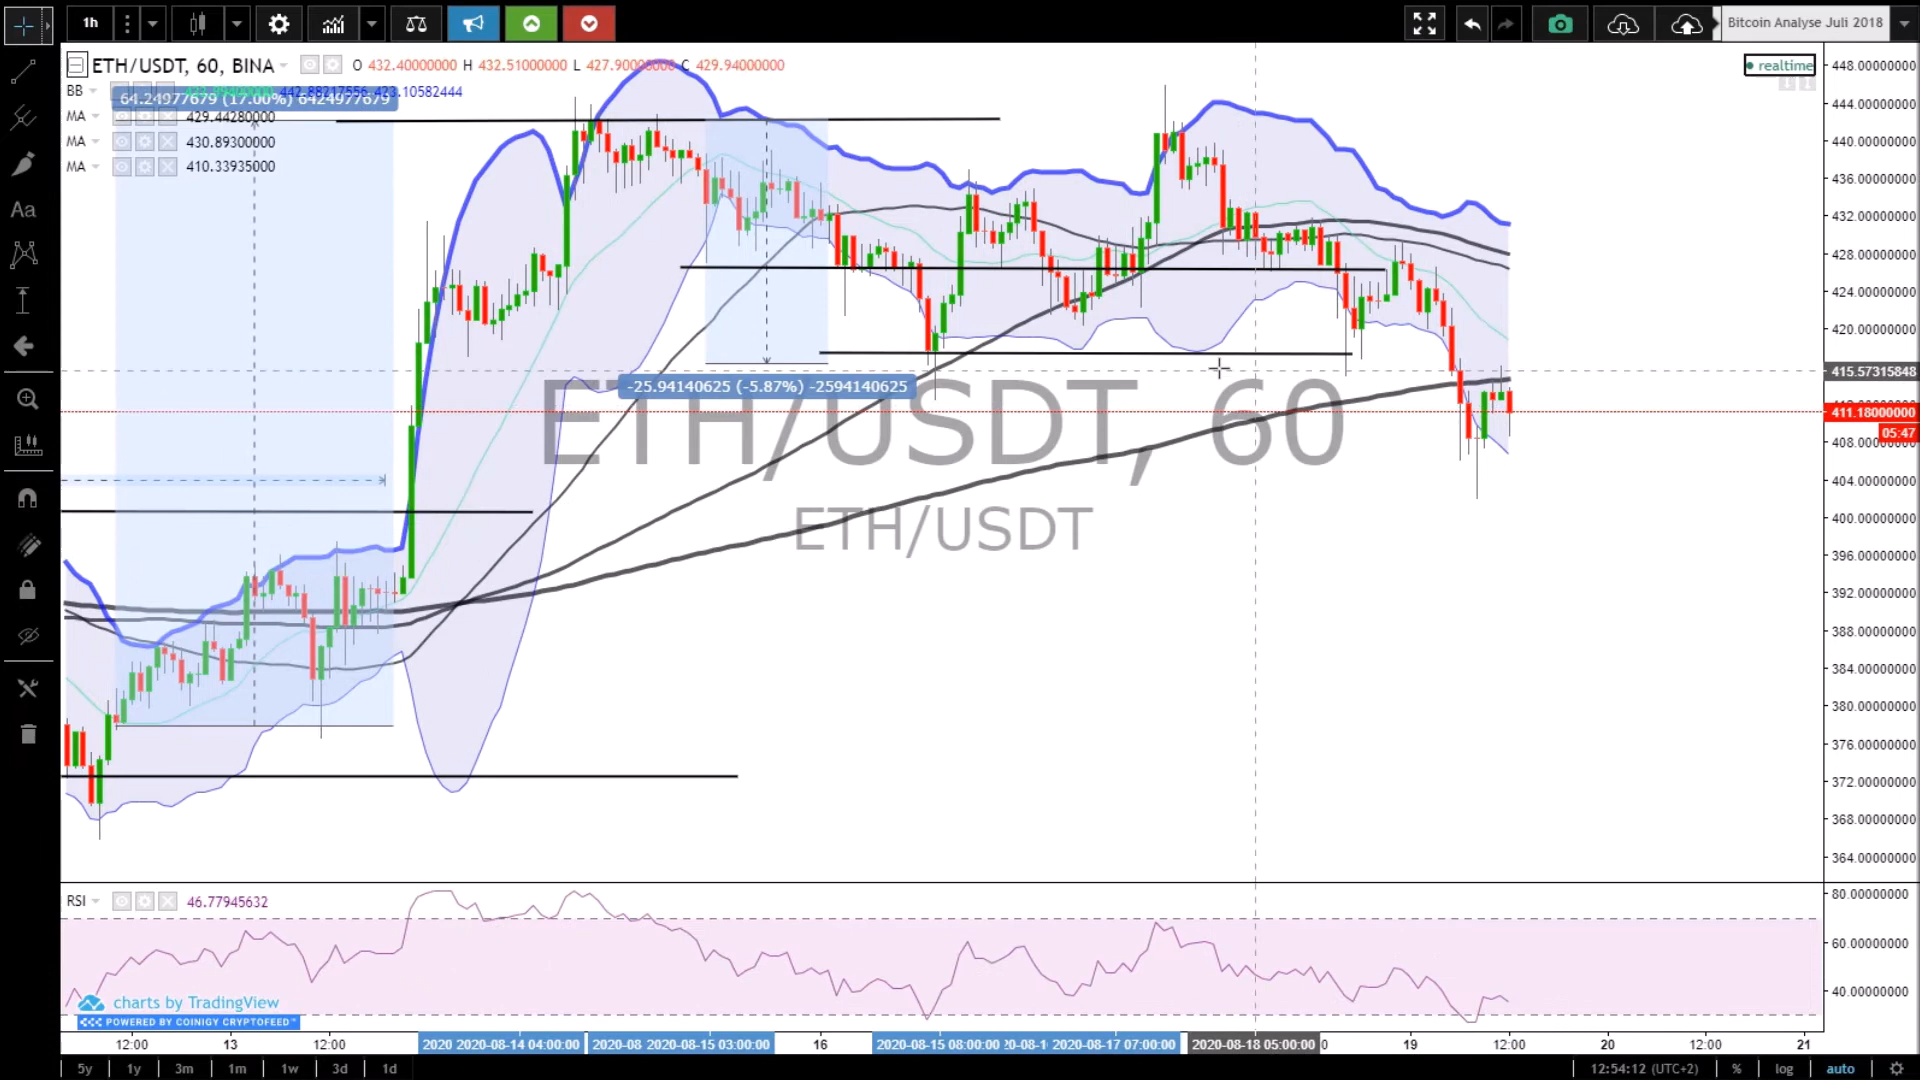 1h
Bitcoin Analyse Juli 2018
ETH/USDT, 60, BINA O 432.40000000 H 432.51000000 L 427.90000000 C 429.94000000
realtime
BB 442.88217556 423.10582444
64.24977679 (17.00%) 6424977679
MA 429.44280000
MA 430.89300000
MA 410.33935000
-25.94140625 (-5.87%) -2594140625
ETH/USDT, 60
ETH/USDT
448.00000000
444.00000000
440.00000000
436.00000000
432.00000000
428.00000000
424.00000000
420.00000000
415.57315848
411.18000000
05:47
408.00000000
404.00000000
400.00000000
396.00000000
392.00000000
388.00000000
384.00000000
380.00000000
376.00000000
372.00000000
368.00000000
364.00000000
RSI 46.77945632
80.00000000
60.00000000
40.00000000
charts by TradingView
POWERED BY COINIGY CRYPTOFEED™
12:00 13 12:00 2020 2020-08-14 04:00:00 2020-08 2020-08-15 03:00:00 16 2020-08-15 08:00:00 2020-08-17 07:00:00 2020-08-18 05:00:00 19 12:00 20 12:00 21
5y 1y 3m 1m 1w 3d 1d 12:54:12 (UTC+2) % log auto